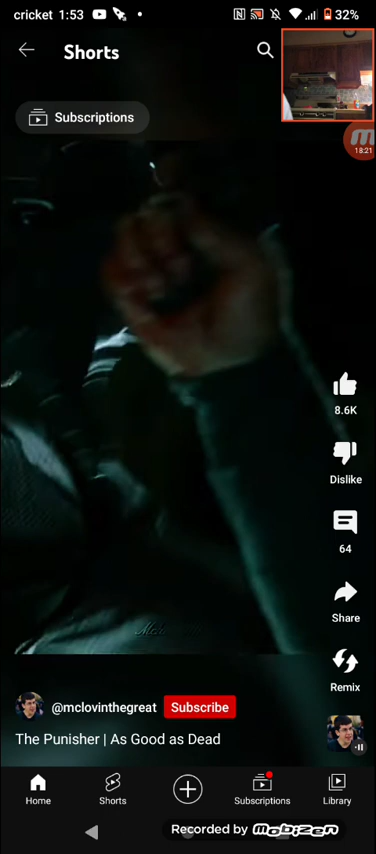 cricket 1:53 32%
Shorts
18:21
Subscriptions
8.6K
Dislike
64
Share
Remix
@mclovinthegreat Subscribe
The Punisher | As Good as Dead
Home Shorts Subscriptions Library
Recorded by MOBIZEN